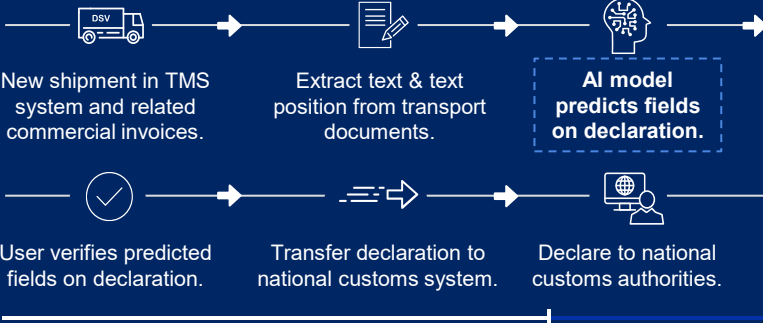 DSV
New shipment in TMS
system and related
commercial invoices.
Extract text & text
position from transport
documents.
AI model
predicts fields
on declaration.
User verifies predicted
fields on declaration.
Transfer declaration to
national customs system.
Declare to national
customs authorities.